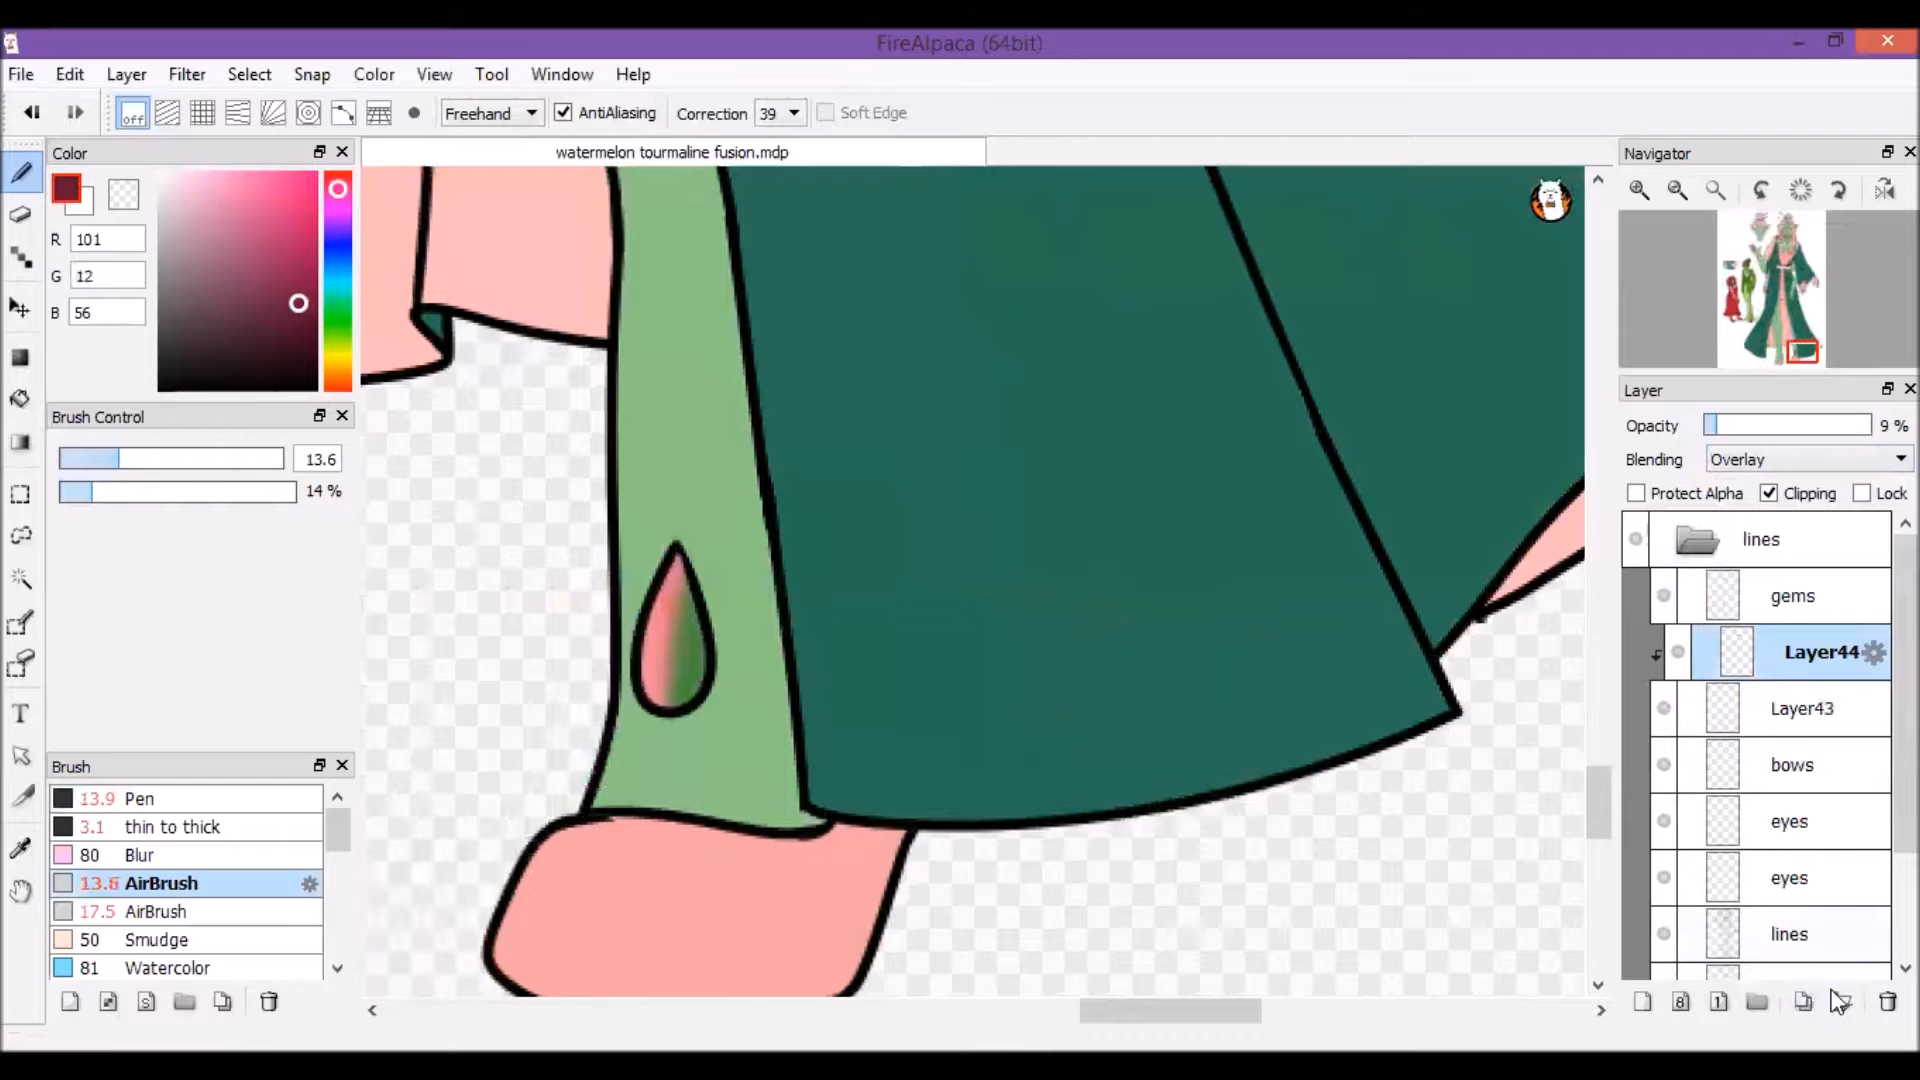 FireAlpaca (64bit)
File Edit Layer Filter Select Snap Color View Tool Window Help
off Freehand AntiAliasing Correction 39 Soft Edge
Color
watermelon tourmaline fusion.mdp
Navigator
R 101
G 12
B 56
Layer
Brush Control
Opacity 9 %
13.6
Blending Overlay
14 %
Protect Alpha Clipping Lock
lines
gems
Layer44
Layer43
bows
Brush
13.9 Pen
eyes
3.1 thin to thick
80 Blur
13.6 AirBrush
eyes
17.5 AirBrush
50 Smudge
lines
81 Watercolor
S 8 1
T